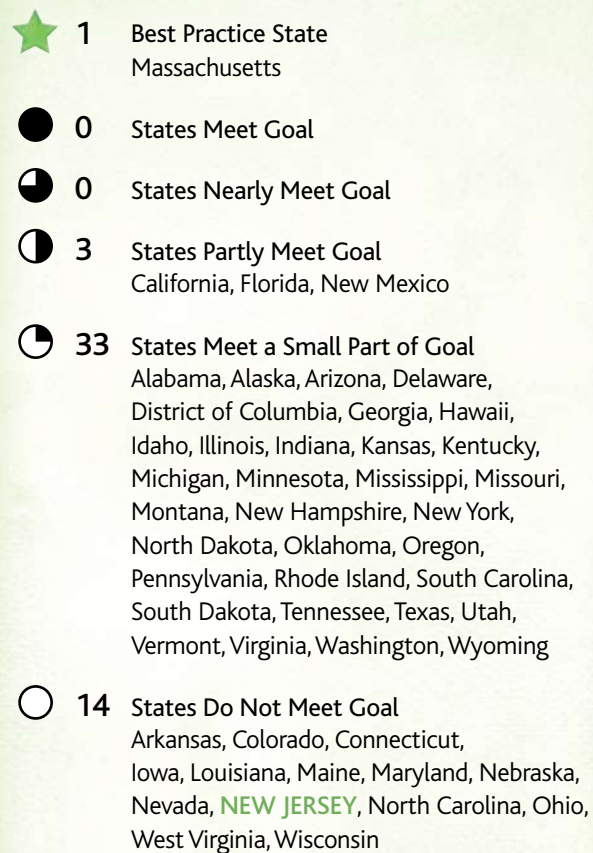 1 Best Practice State
Massachusetts
0 States Meet Goal
0 States Nearly Meet Goal
3 States Partly Meet Goal
California, Florida, New Mexico
33 States Meet a Small Part of Goal
Alabama, Alaska, Arizona, Delaware,
District of Columbia, Georgia, Hawaii,
Idaho, Illinois, Indiana, Kansas, Kentucky,
Michigan, Minnesota, Mississippi, Missouri,
Montana, New Hampshire, New York,
North Dakota, Oklahoma, Oregon,
Pennsylvania, Rhode Island, South Carolina,
South Dakota, Tennessee, Texas, Utah,
Vermont, Virginia, Washington, Wyoming
14 States Do Not Meet Goal
Arkansas, Colorado, Connecticut,
Iowa, Louisiana, Maine, Maryland, Nebraska,
Nevada, NEW JERSEY, North Carolina, Ohio,
West Virginia, Wisconsin